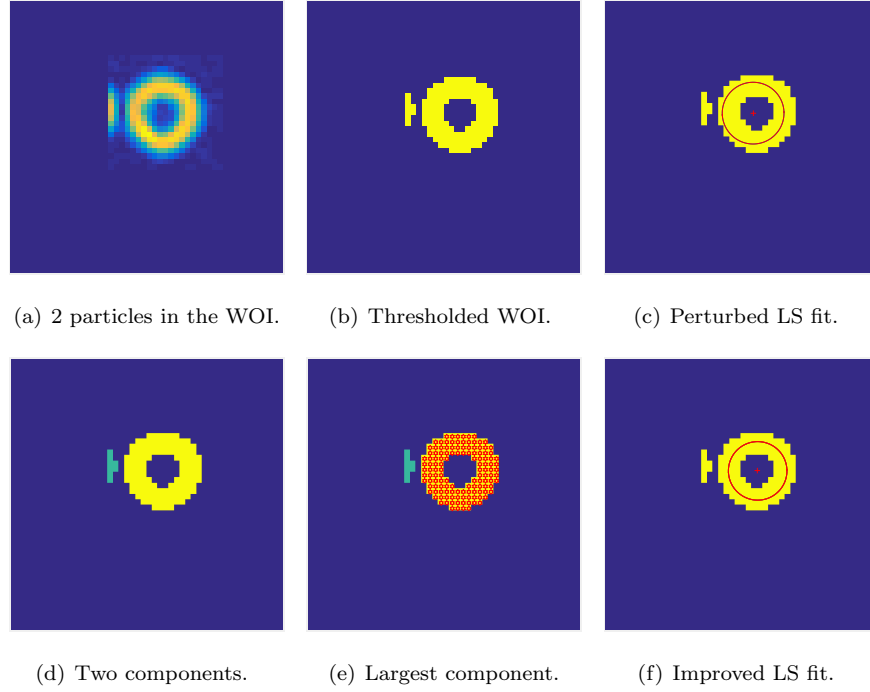 (a) 2 particles in the WOI.
(b) Thresholded WOI.
(c) Perturbed LS fit.
(d) Two components.
(e) Largest component.
(f) Improved LS fit.